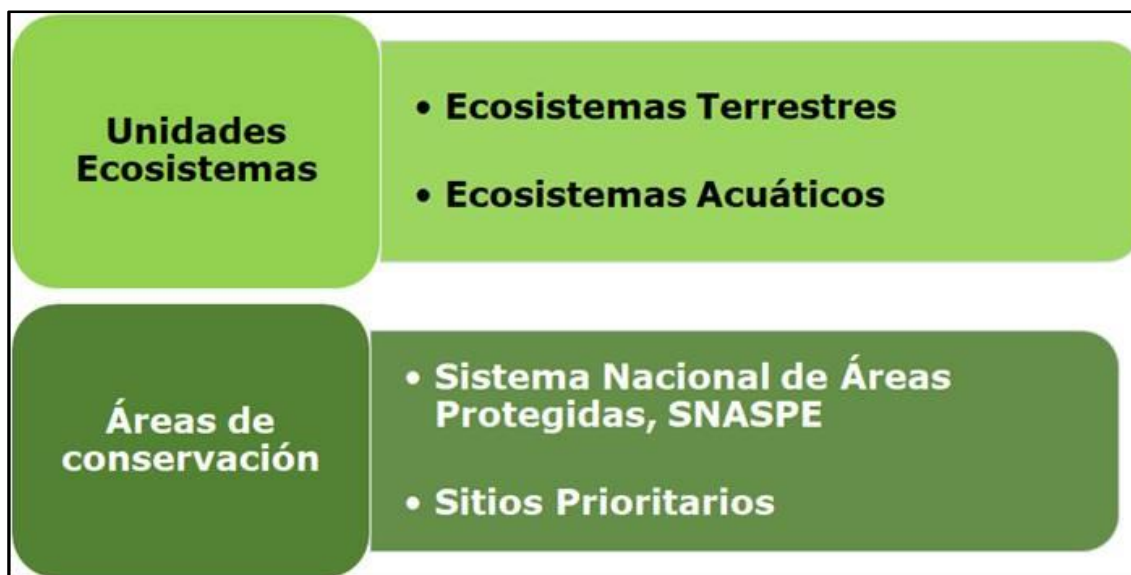 Unidades
Ecosistemas
• Ecosistemas Terrestres
• Ecosistemas Acuáticos
Áreas de
conservación
• Sistema Nacional de Áreas
Protegidas, SNASPE
• Sitios Prioritarios